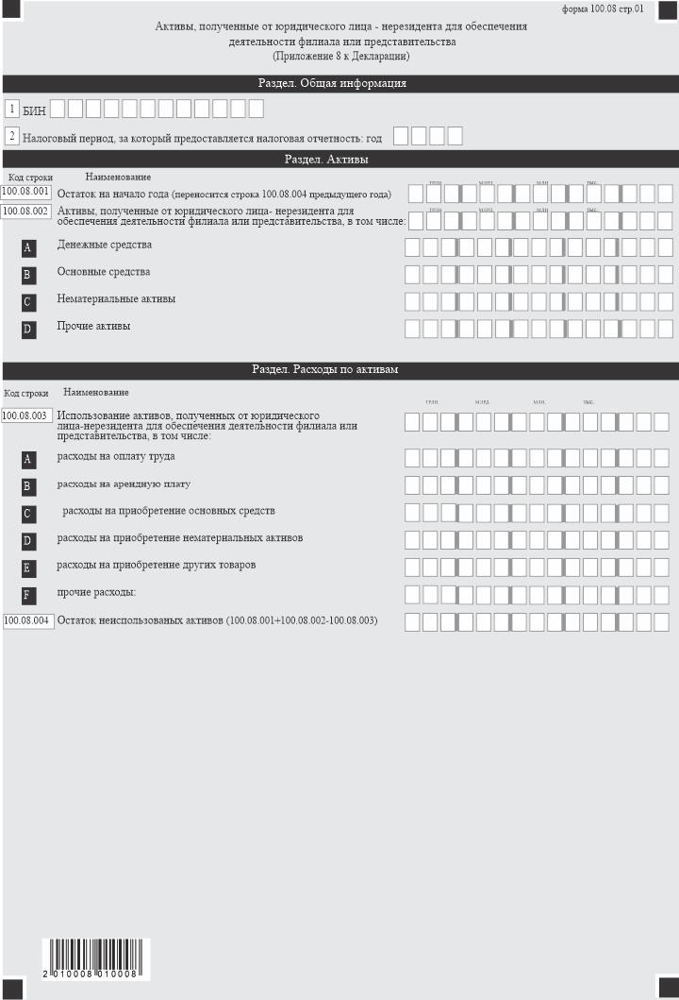 форма 100.08 стр.01
Активы, полученные от юридического лица - нерезидента для обеспечения
деятельности филиала или представительства
(Приложение 8 к Декларации)
Раздел. Общая информация
1 БИН
2 Налоговый период, за который предоставляется налоговая отчетность: год
Раздел. Активы
Код строки Наименование
трлн. млрд. млн. тыс.
100.08.001 Остаток на начало года (переносится строка 100.08.004 предыдущего года)
трлн. млрд. млн. тыс.
100.08.002 Активы, полученные от юридического лица- нерезидента для
обеспечения деятельности филиала или представительства, в том числе:
A Денежные средства
B Основные средства
C Нематериальные активы
D Прочие активы
Раздел. Расходы по активам
Код строки Наименование
трлн. млрд. млн. тыс.
100.08.003 Использование активов, полученных от юридического
лица-нерезидента для обеспечения деятельности филиала или
представительства, в том числе:
A расходы на оплату труда
B расходы на арендную плату
C расходы на приобретение основных средств
D расходы на приобретение нематериальных активов
E расходы на приобретение других товаров
F прочие расходы:
100.08.004 Остаток неиспользованых активов (100.08.001+100.08.002-100.08.003)
2 010008 010008